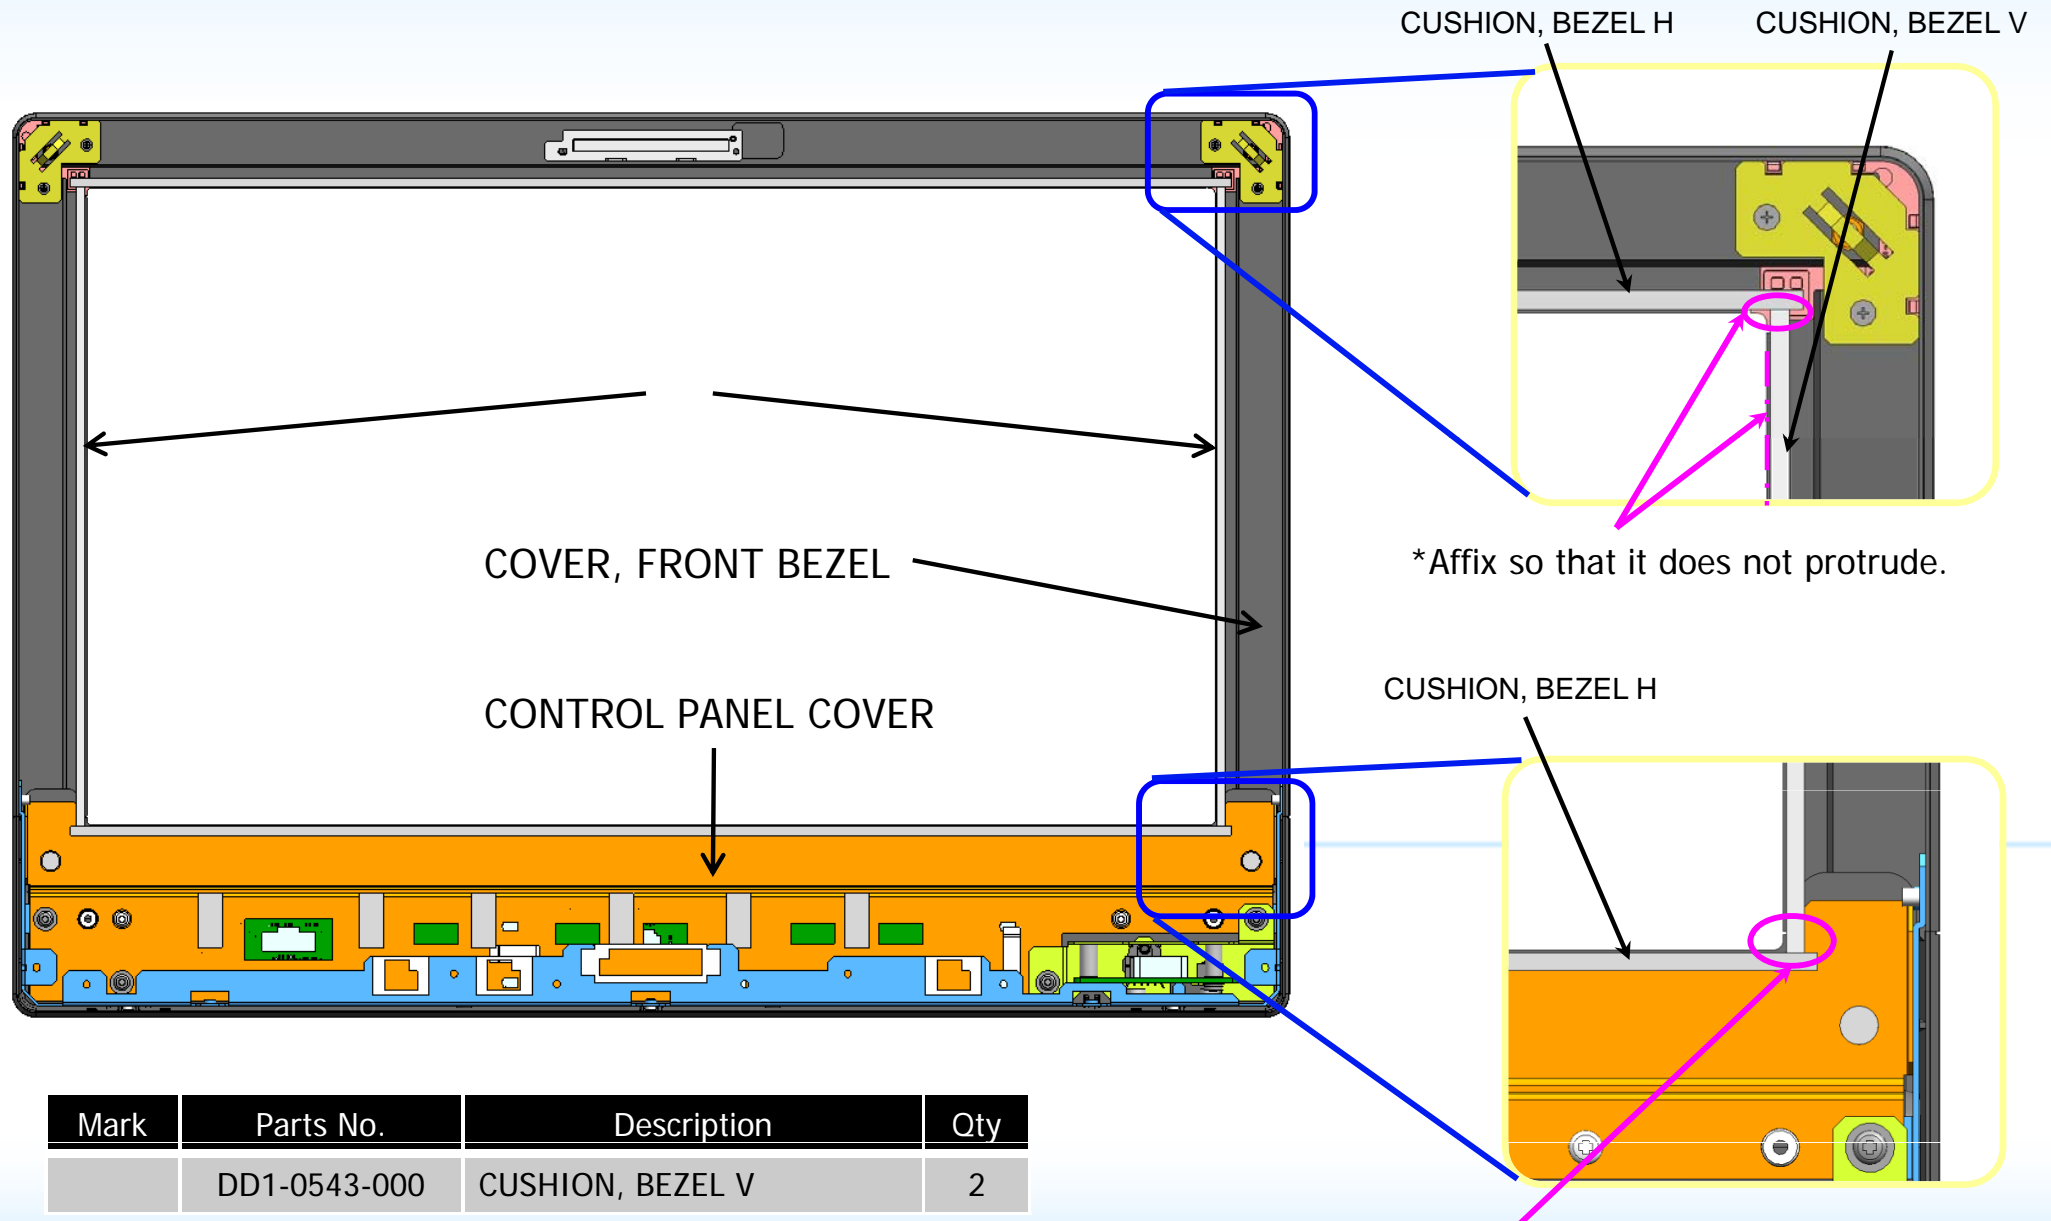 CUSHION, BEZEL H
CUSHION, BEZEL V
COVER, FRONT BEZEL
*Affix so that it does not protrude.
CONTROL PANEL COVER
CUSHION, BEZEL H
Mark Parts No. Description Qty
DD1-0543-000 CUSHION, BEZEL V 2